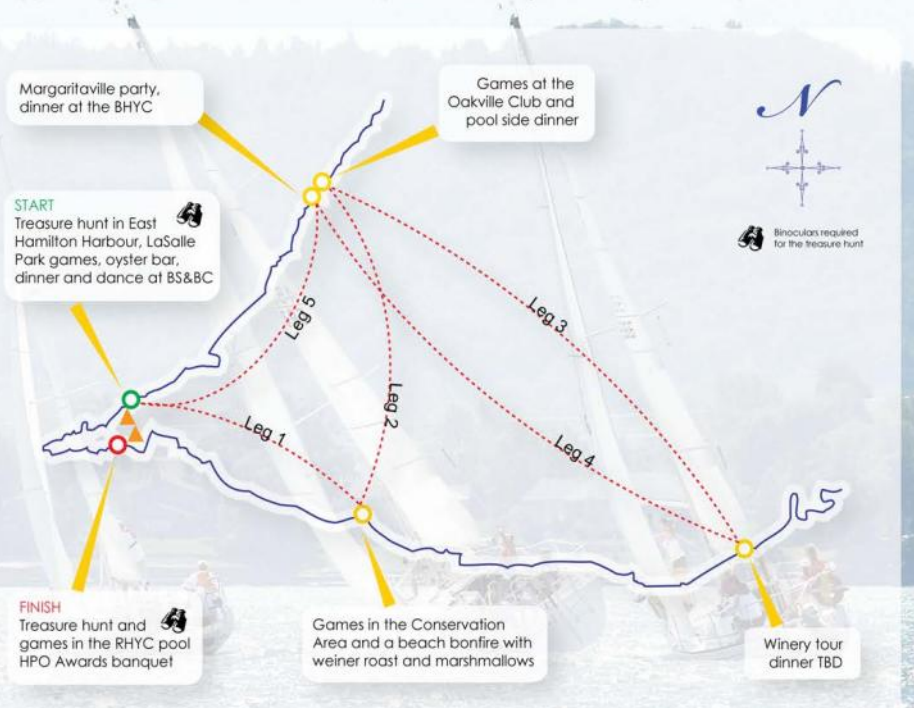 Margaritaville party,
dinner at the BHYC
Games at the
Oakville Club and
pool side dinner
N
START
Treasure hunt in East
Hamilton Harbour, LaSalle
Park games, oyster bar,
dinner and dance at BS&BC
Binoculars required
for the treasure hunt
Leg 5
Leg 3
Leg 2
Leg 1
Leg 4
FINISH
Treasure hunt and
games in the RHYC pool
HPO Awards banquet
Games in the Conservation
Area and a beach bonfire with
weiner roast and marshmallows
Winery tour
dinner TBD